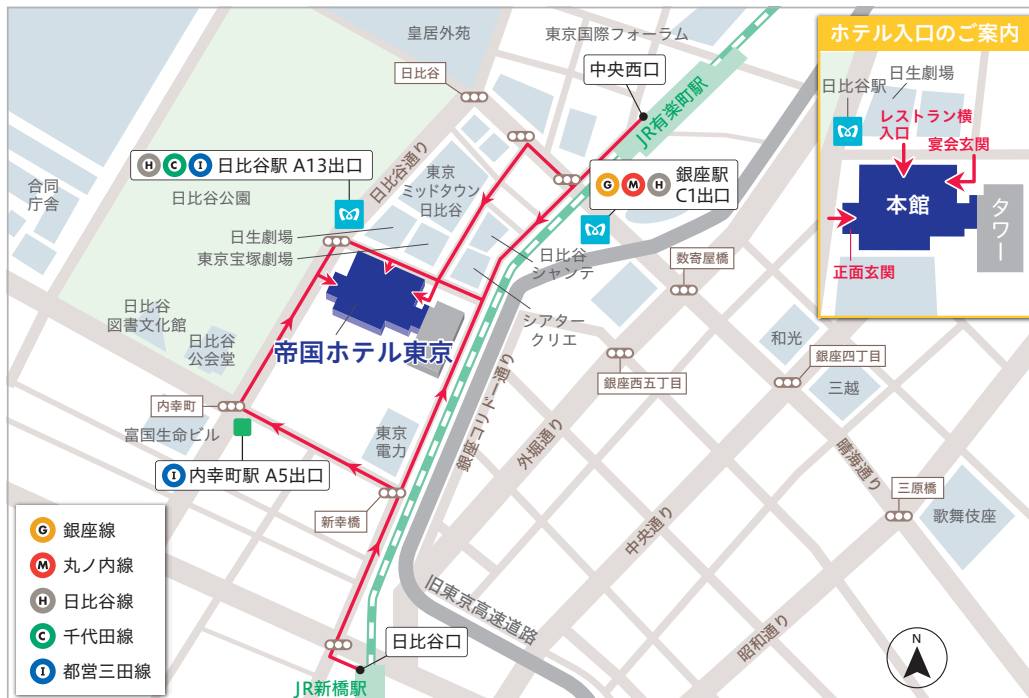 皇居外苑
東京国際フォーラム
日比谷
中央西口
JR有楽町駅
H C I 日比谷駅 A13出口
日比谷通り
合同
庁舎
日比谷公園
東京
ミッドタウン
日比谷
G M H 銀座駅
C1出口
日生劇場
東京宝塚劇場
日比谷
シャンテ
数寄屋橋
シアター
クリエ
日比谷
図書文化館
日比谷
公会堂
帝国ホテル東京
和光
銀座四丁目
銀座西五丁目
三越
内幸町
富国生命ビル
東京
電力
銀座コリドー通り
外堀通り
晴海通り
I 内幸町駅 A5出口
新幸橋
中央通り
三原橋
歌舞伎座
旧東京高速道路
昭和通り
日比谷口
JR新橋駅
G 銀座線
M 丸ノ内線
H 日比谷線
C 千代田線
I 都営三田線
N
ホテル入口のご案内
日生劇場
日比谷駅
レストラン横
入口
宴会玄関
本館
タワー
正面玄関